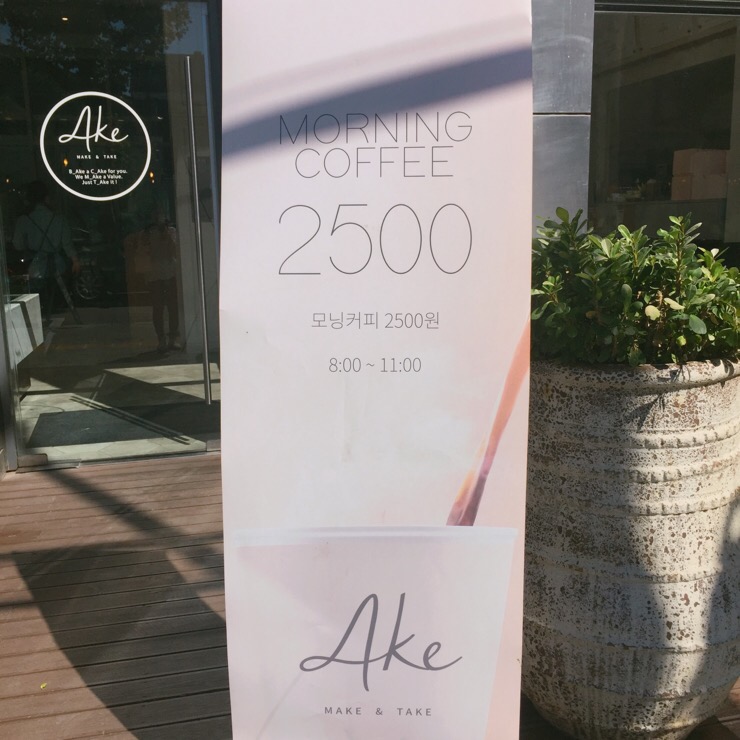 Ake
MAKE & TAKE
B_Ake a C_Ake for you.
We M_Ake a Value.
Just T_Ake it !
MORNING
COFFEE
2500
모닝커피 2500원
8:00 ~ 11:00
Ake
MAKE & TAKE